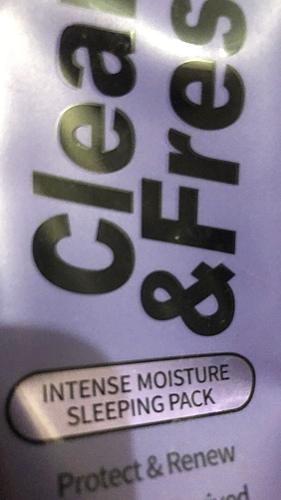 Clea
&Fres
INTENSE MOISTURE
SLEEPING PACK
Protect & Renew